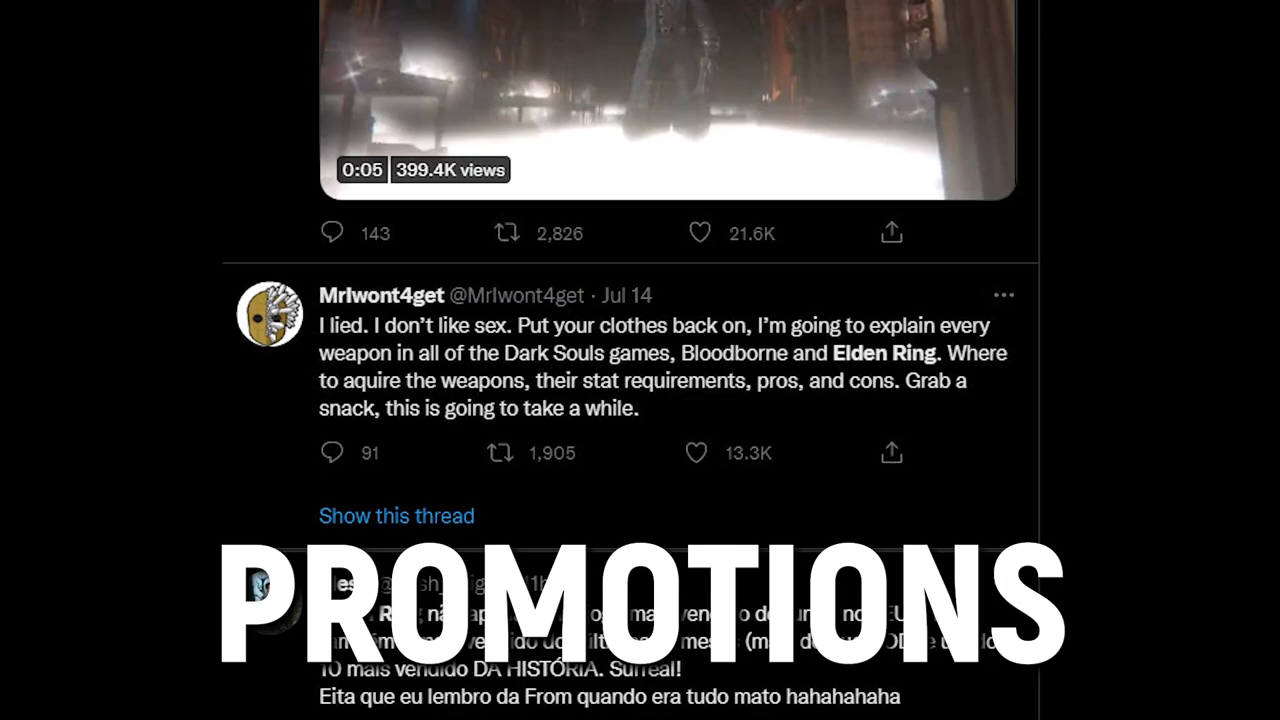 0:05 399.4K views
143 2,826 21.6K
MrIwont4get @MrIwont4get · Jul 14
I lied. I don't like sex. Put your clothes back on, I'm going to explain every
weapon in all of the Dark Souls games, Bloodborne and Elden Ring. Where
to aquire the weapons, their stat requirements, pros, and cons. Grab a
snack, this is going to take a while.
91 1,905 13.3K
Show this thread
PROMOTIONS
10 mais vendido DA HISTÓRIA. Surreal!
Eita que eu lembro da From quando era tudo mato hahahahaha